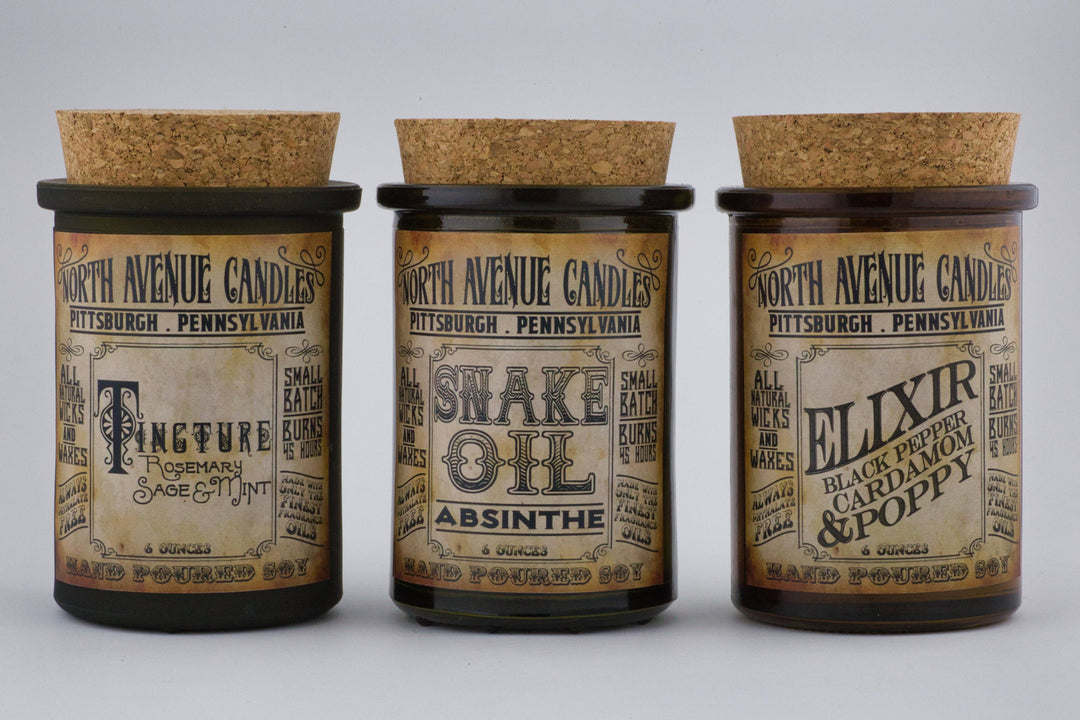 NORTH AVENUE CANDLES
PITTSBURGH . PENNSYLVANIA
ALL
NATURAL
WICKS
AND
WAXES
ALWAYS
PHTHALATE
FREE
TINCTURE
ROSEMARY
SAGE & MINT
6 OUNCES
SMALL
BATCH
BURNS
45 HOURS
MADE WITH
ONLY THE
FINEST
FRAGRANCE
OILS
HAND POURED SOY
NORTH AVENUE CANDLES
PITTSBURGH . PENNSYLVANIA
ALL
NATURAL
WICKS
AND
WAXES
ALWAYS
PHTHALATE
FREE
SNAKE
OIL
ABSINTHE
6 OUNCES
SMALL
BATCH
BURNS
45 HOURS
MADE WITH
ONLY THE
FINEST
FRAGRANCE
OILS
HAND POURED SOY
NORTH AVENUE CANDLES
PITTSBURGH . PENNSYLVANIA
ALL
NATURAL
WICKS
AND
WAXES
ALWAYS
PHTHALATE
FREE
ELIXIR
BLACK PEPPER
CARDAMOM
& POPPY
6 OUNCES
SMALL
BATCH
BURNS
45 HOURS
MADE WITH
ONLY THE
FINEST
FRAGRANCE
OILS
HAND POURED SOY